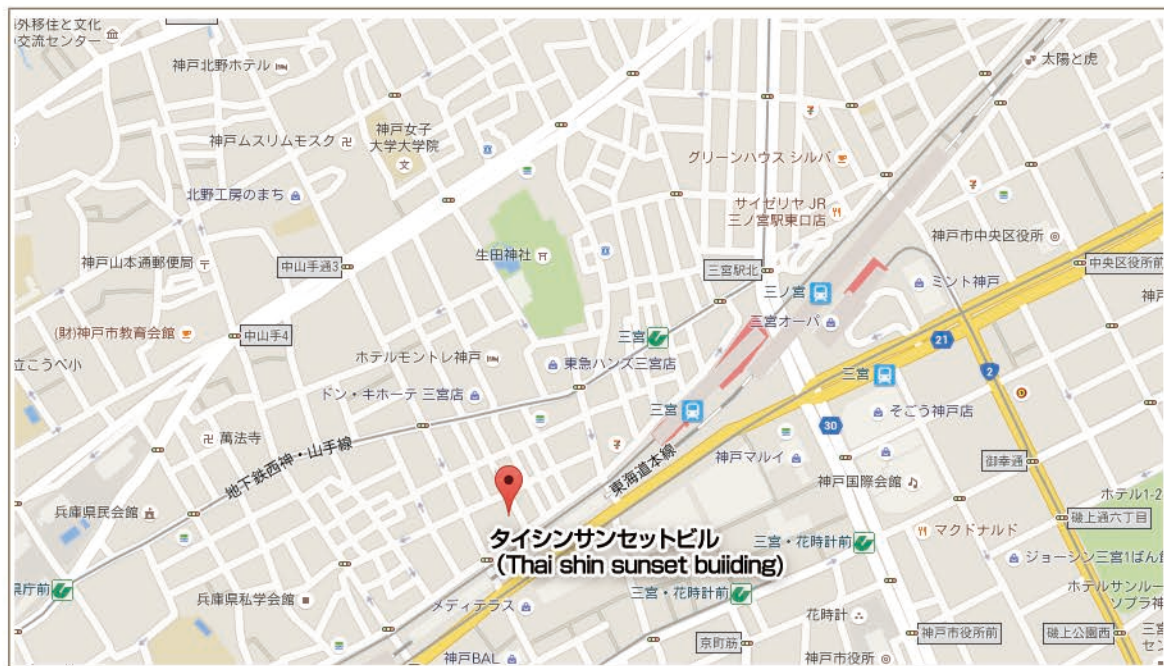 外移住と文化
交流センター
神戸北野ホテル
太陽と虎
神戸ムスリムモスク
神戸女子
大学大学院
グリーンハウス シルバ
北野工房のまち
サイゼリヤ JR
三ノ宮駅東口店
神戸市中央区役所
神戸山本通郵便局
中山手通3
生田神社
三宮駅北
中央区役所前
三ノ宮
ミント神戸
神戸
(財)神戸市教育会館
中山手4
三宮
三宮オーパ
21
立こうべ小
ホテルモントレ神戸
東急ハンズ三宮店
2
三宮
ドン・キホーテ 三宮店
三宮
そごう神戸店
30
萬法寺
地下鉄西神・山手線
東海道本線
神戸マルイ
御幸通
神戸国際会館
ホテル1-2
兵庫県民会館
磯上通六丁目
マクドナルド
タイシンサンセットビル
(Thai shin sunset buiiding)
三宮・花時計前
ジョーシン三宮1ばん館
県庁前
兵庫県私学会館
三宮・花時計前
ホテルサンルー
ソプラ神
メディテラス
花時計
神戸BAL
京町筋
神戸市役所前
磯上公園西
三宮
セン
神戸市役所